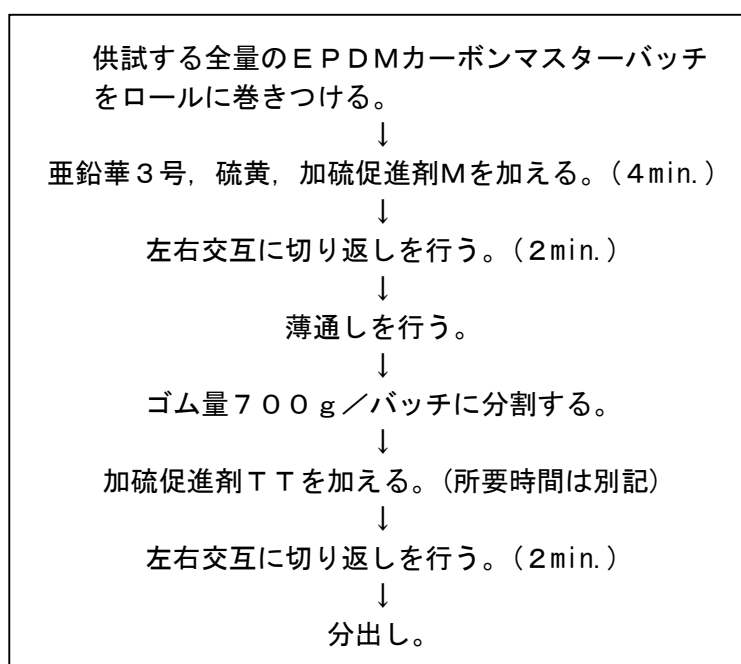 供試する全量のＥＰＤＭカーボンマスターバッチ
をロールに巻きつける。
↓
亜鉛華３号，硫黄，加硫促進剤Ｍを加える。（４min.）
↓
左右交互に切り返しを行う。（２min.）
↓
薄通しを行う。
↓
ゴム量７００ｇ／バッチに分割する。
↓
加硫促進剤ＴＴを加える。（所要時間は別記）
↓
左右交互に切り返しを行う。（２min.）
↓
分出し。